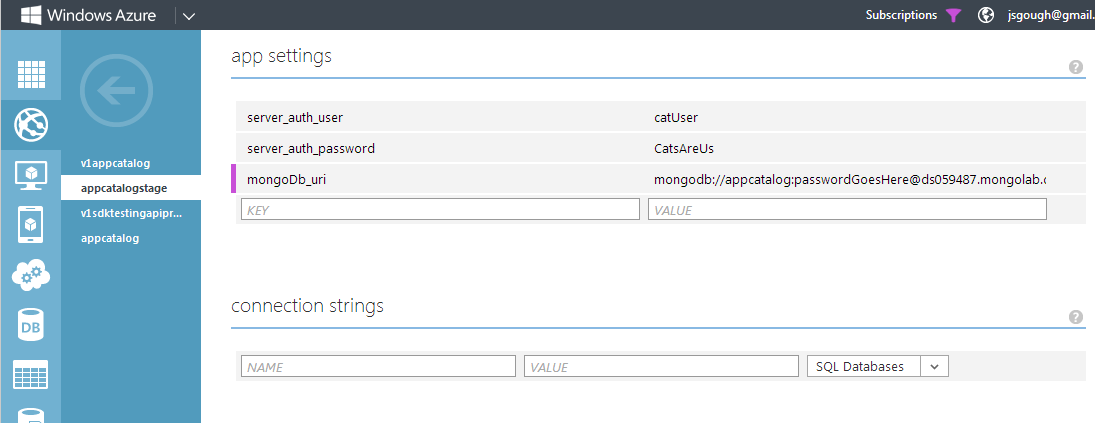 Windows Azure
Subscriptions jsgough@gmail.
app settings
?
server_auth_user catUser
server_auth_password CatsAreUs
v1appcatalog
mongoDb_uri mongodb://appcatalog:passwordGoesHere@ds059487.mongolab.c
appcatalogstage
KEY VALUE
v1sdktestingapipr...
appcatalog
connection strings
?
DB
NAME VALUE SQL Databases